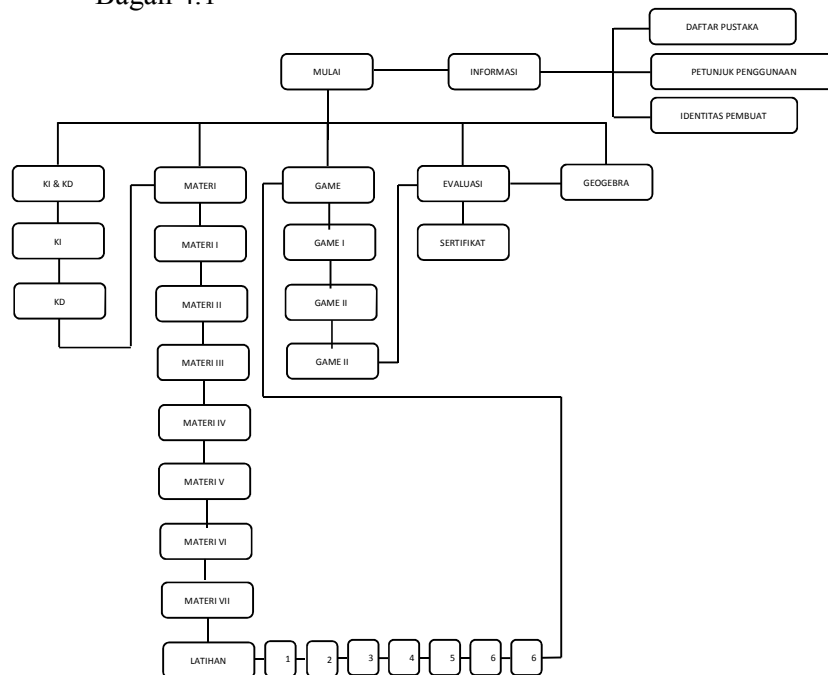 Bagan 4.1
DAFTAR PUSTAKA
MULAI
INFORMASI
PETUNJUK PENGGUNAAN
IDENTITAS PEMBUAT
KI & KD
MATERI
GAME
EVALUASI
GEOGEBRA
KI
MATERI I
GAME I
SERTIFIKAT
KD
MATERI II
GAME II
MATERI III
GAME II
MATERI IV
MATERI V
MATERI VI
MATERI VII
LATIHAN
1
2
3
4
5
6
6